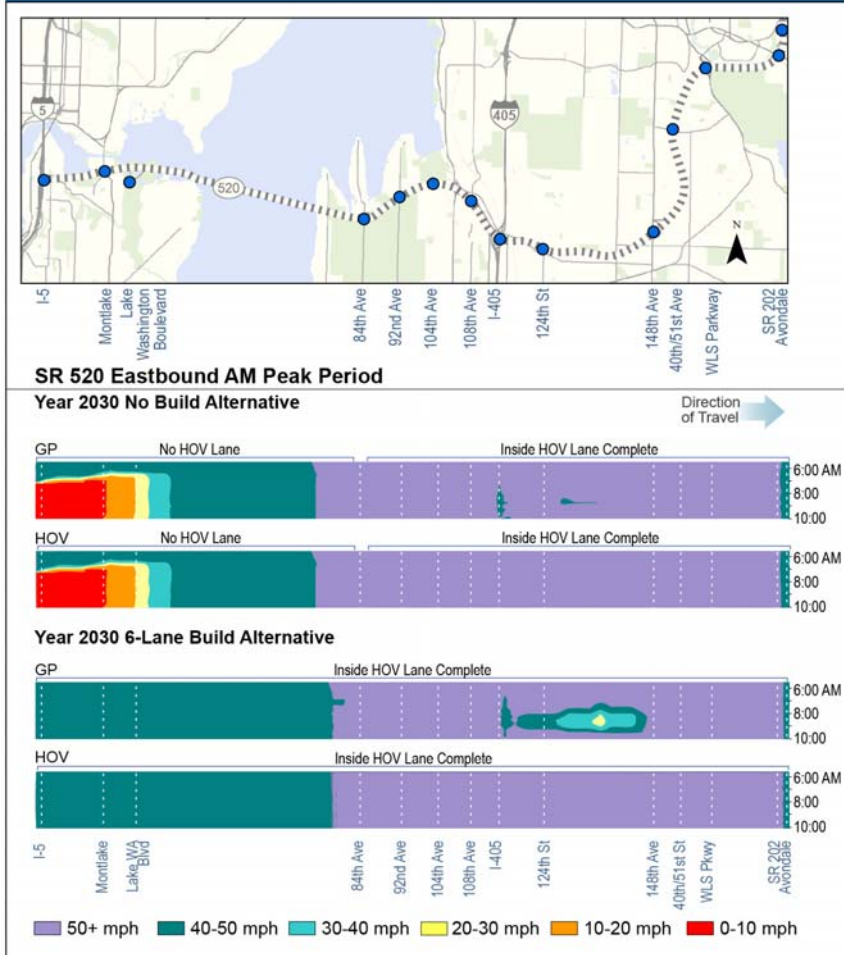 5
405
520
N
I-5
Montlake
Lake
Washington
Boulevard
84th Ave
92nd Ave
104th Ave
108th Ave
I-405
124th St
148th Ave
40th/51st Ave
WLS Parkway
SR 202
Avondale
SR 520 Eastbound AM Peak Period
Year 2030 No Build Alternative
Direction
of Travel
GP
No HOV Lane
Inside HOV Lane Complete
6:00 AM
8:00
10:00
HOV
No HOV Lane
Inside HOV Lane Complete
6:00 AM
8:00
10:00
Year 2030 6-Lane Build Alternative
GP
Inside HOV Lane Complete
6:00 AM
8:00
10:00
HOV
Inside HOV Lane Complete
6:00 AM
8:00
10:00
I-5
Montlake
Lake WA
Blvd
84th Ave
92nd Ave
104th Ave
108th Ave
I-405
124th St
148th Ave
40th/51st St
WLS Pkwy
SR 202
Avondale
50+ mph
40-50 mph
30-40 mph
20-30 mph
10-20 mph
0-10 mph